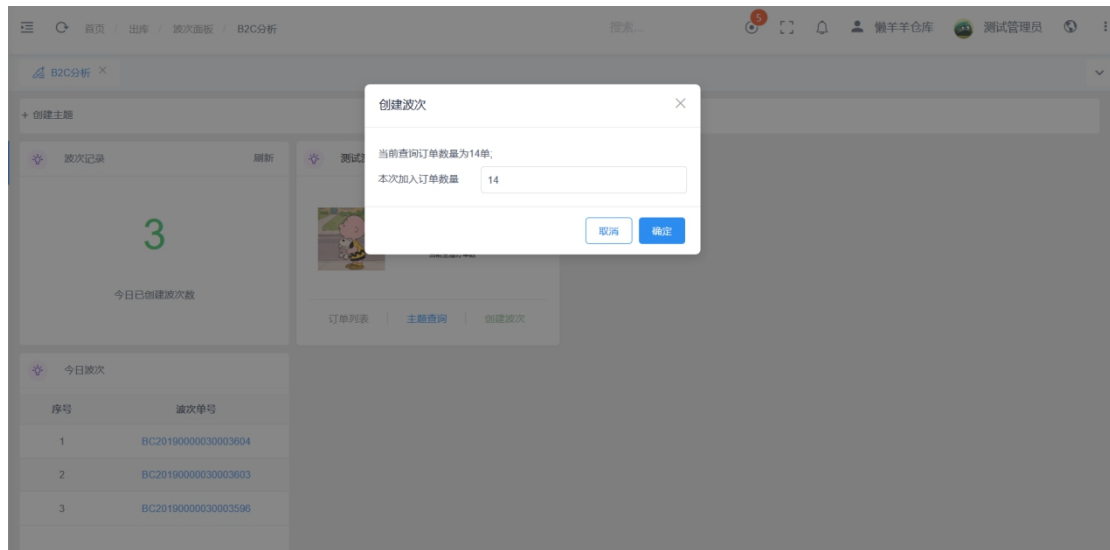 首页 / 出库 / 波次面板 / B2C分析
搜索...
5
懒羊羊仓库
测试管理员
B2C分析
+ 创建主题
创建波次
当前查询订单数量为14单;
本次加入订单数量
14
取消
确定
波次记录
刷新
3
今日已创建波次数
测试
订单列表
主题查询
创建波次
今日波次
序号
波次单号
1
BC20190000030003604
2
BC20190000030003603
3
BC20190000030003596